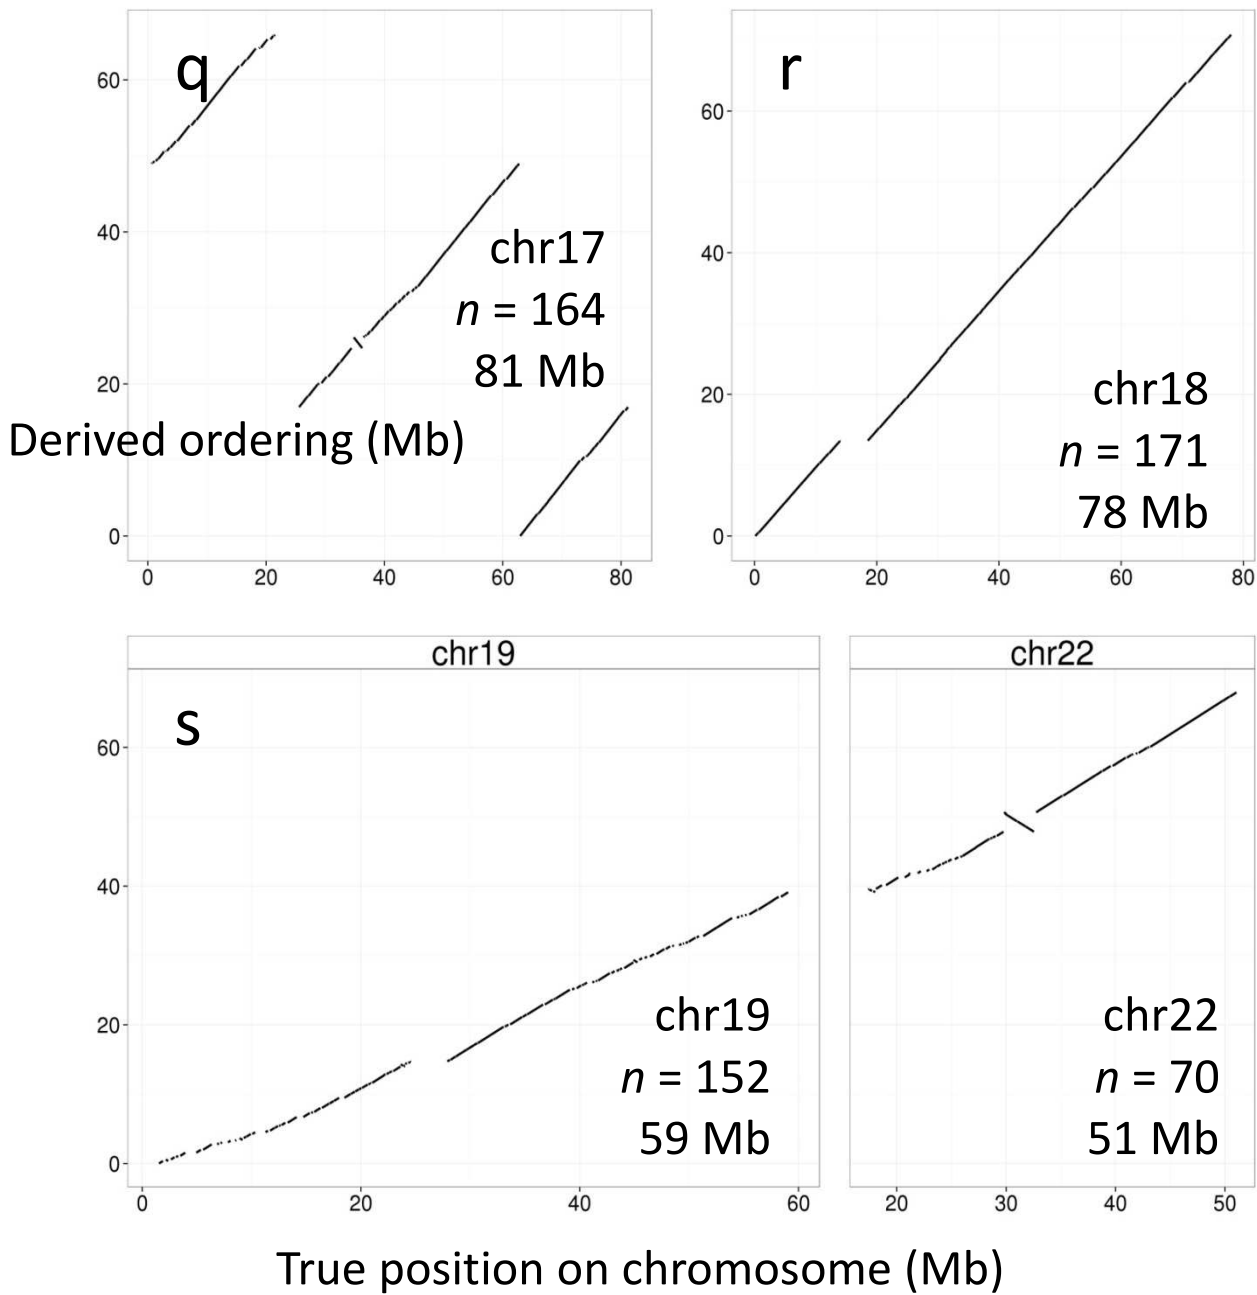 q
60
40
20
0
chr17
n = 164
81 Mb
Derived ordering (Mb)
0 20 40 60 80
r
60
40
20
0
chr18
n = 171
78 Mb
0 20 40 60 80
chr19
s
60
40
20
0
chr19
n = 152
59 Mb
0 20 40 60
chr22
chr22
n = 70
51 Mb
20 30 40 50
True position on chromosome (Mb)